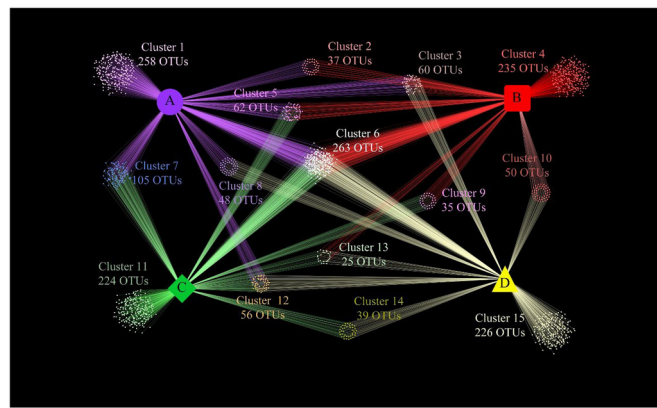 Cluster 1
258 OTUs
Cluster 2
37 OTUs
Cluster 3
60 OTUs
Cluster 4
235 OTUs
A
Cluster 5
62 OTUs
B
Cluster 6
263 OTUs
Cluster 7
105 OTUs
Cluster 8
48 OTUs
Cluster 9
35 OTUs
Cluster 10
50 OTUs
Cluster 11
224 OTUs
C
Cluster 12
56 OTUs
Cluster 13
25 OTUs
Cluster 14
39 OTUs
D
Cluster 15
226 OTUs